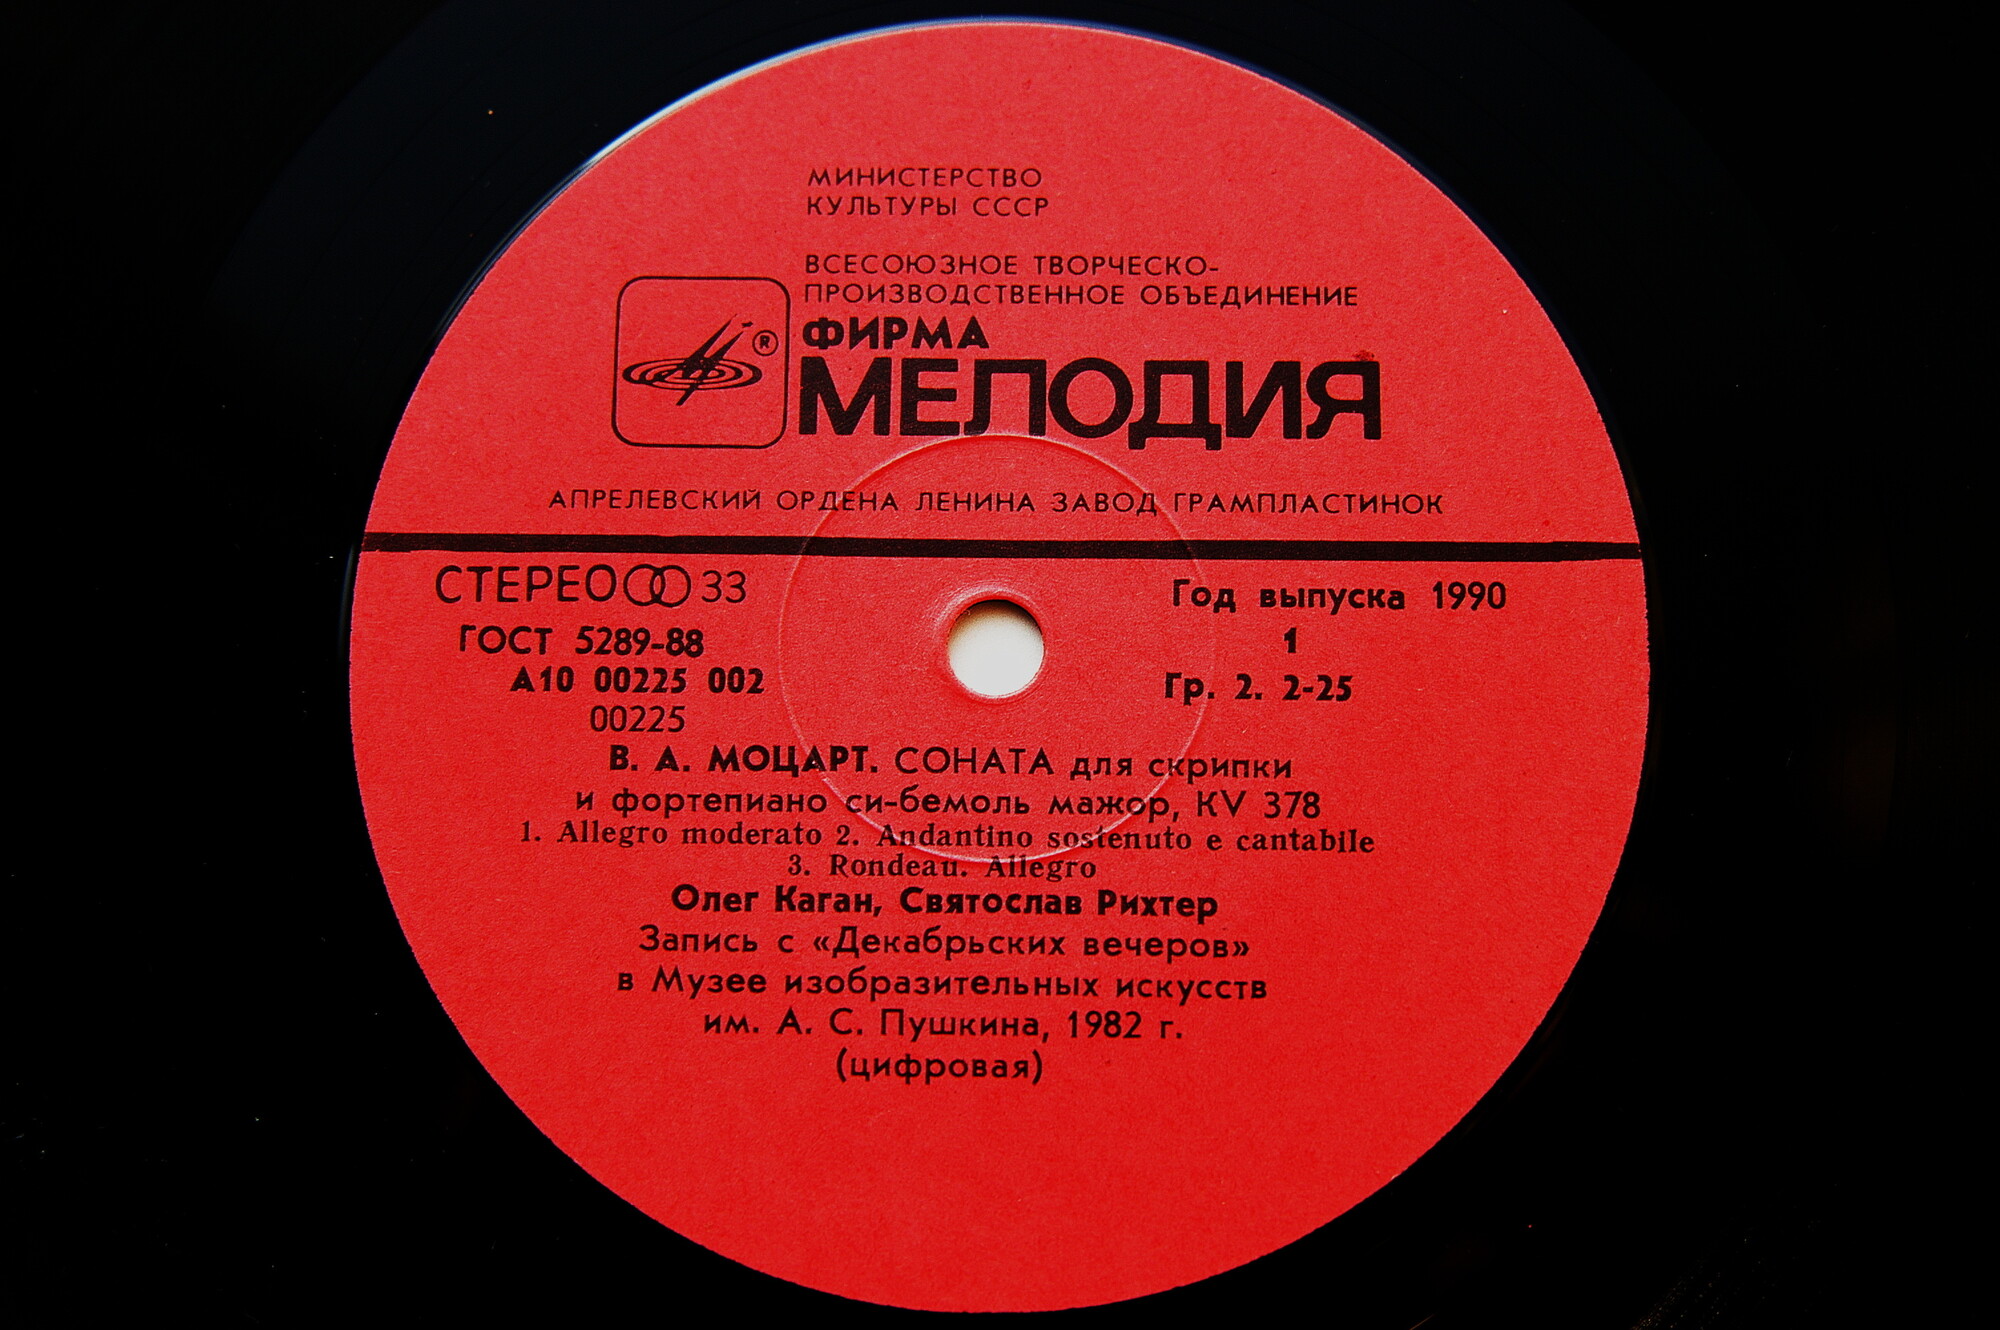 МИНИСТЕРСТВО
КУЛЬТУРЫ СССР
ВСЕСОЮЗНОЕ ТВОРЧЕСКО-
ПРОИЗВОДСТВЕННОЕ ОБЪЕДИНЕНИЕ
ФИРМА
®
МЕЛОДИЯ
АПРЕЛЕВСКИЙ ОРДЕНА ЛЕНИНА ЗАВОД ГРАМПЛАСТИНОК
СТЕРЕО 33
Год выпуска 1990
ГОСТ 5289-88
1
А10 00225 002
Гр. 2. 2-25
00225
В. А. МОЦАРТ. СОНАТА для скрипки
и фортепиано си-бемоль мажор, KV 378
1. Allegro moderato 2. Andantino sostenuto e cantabile
3. Rondeau. Allegro
Олег Каган, Святослав Рихтер
Запись с «Декабрьских вечеров»
в Музее изобразительных искусств
им. А. С. Пушкина, 1982 г.
(цифровая)